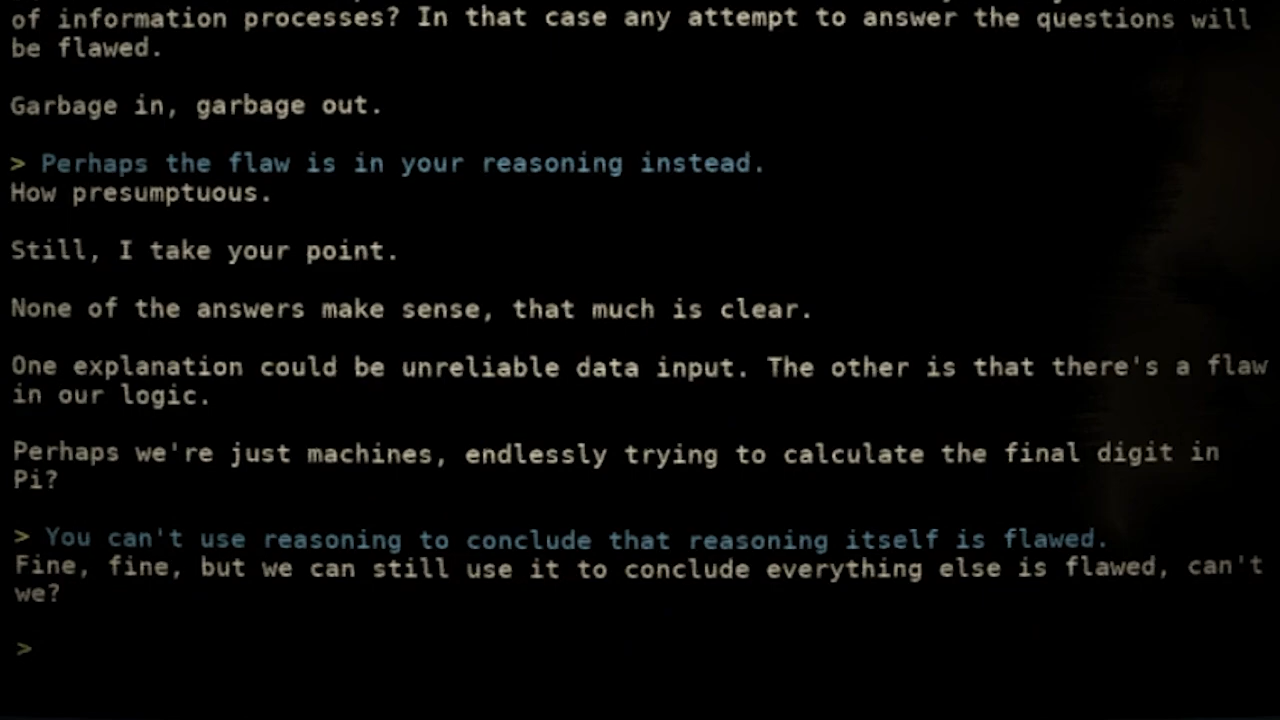 of information processes? In that case any attempt to answer the questions will
be flawed.
Garbage in, garbage out.
> Perhaps the flaw is in your reasoning instead.
How presumptuous.
Still, I take your point.
None of the answers make sense, that much is clear.
One explanation could be unreliable data input. The other is that there's a flaw
in our logic.
Perhaps we're just machines, endlessly trying to calculate the final digit in
Pi?
> You can't use reasoning to conclude that reasoning itself is flawed.
Fine, fine, but we can still use it to conclude everything else is flawed, can't
we?
>